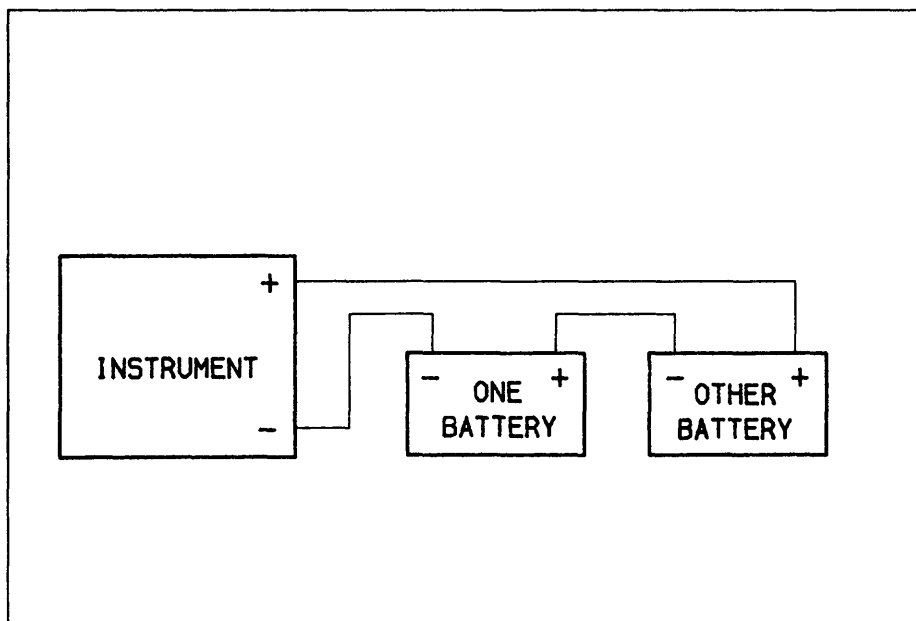 +
INSTRUMENT
−
− +
ONE
BATTERY
− +
OTHER
BATTERY